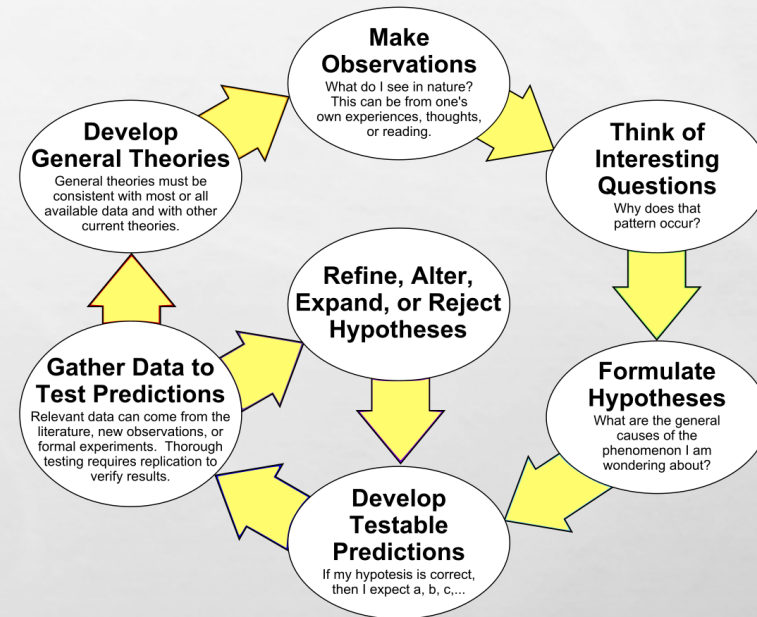 Make
Observations
What do I see in nature?
This can be from one's
own experiences, thoughts,
or reading.
Think of
Interesting
Questions
Why does that
pattern occur?
Formulate
Hypotheses
What are the general
causes of the
phenomenon I am
wondering about?
Develop
Testable
Predictions
If my hypotesis is correct,
then I expect a, b, c,...
Gather Data to
Test Predictions
Relevant data can come from the
literature, new observations, or
formal experiments. Thorough
testing requires replication to
verify results.
Refine, Alter,
Expand, or Reject
Hypotheses
Develop
General Theories
General theories must be
consistent with most or all
available data and with other
current theories.